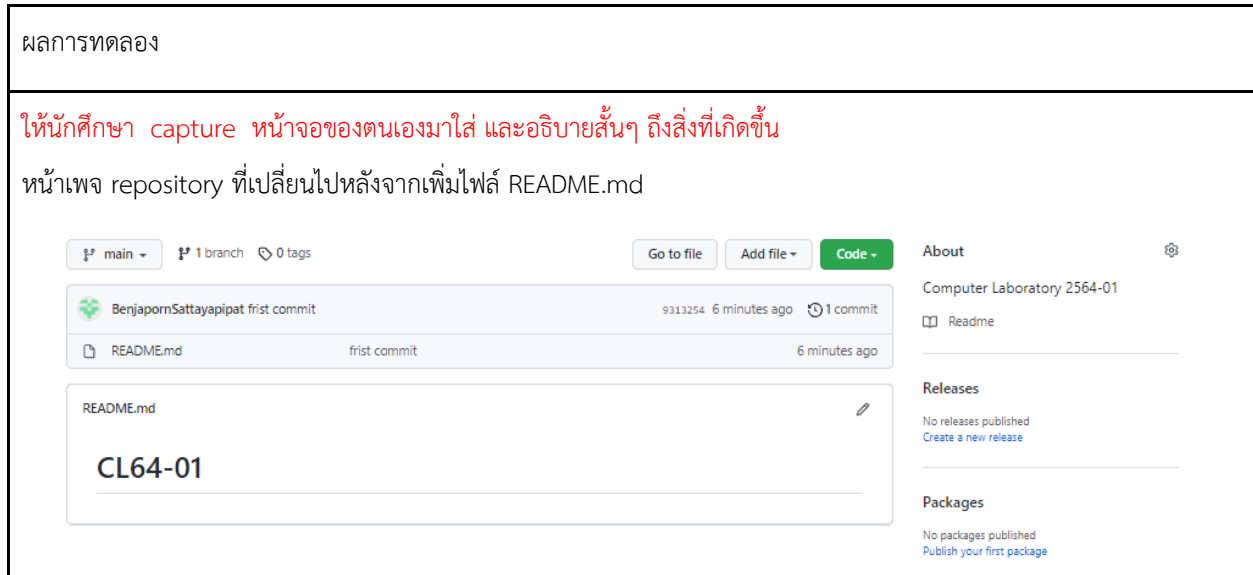 ผลการทดลอง
ให้นักศึกษา capture หน้าจอของตนเองมาใส่ และอธิบายสั้นๆ ถึงสิ่งที่เกิดขึ้น
หน้าเพจ repository ที่เปลี่ยนไปหลังจากเพิ่มไฟล์ README.md
main 1 branch 0 tags Go to file Add file Code
BenjapornSattayapipat frist commit 9313254 6 minutes ago 1 commit
README.md frist commit 6 minutes ago
README.md
CL64-01
About
Computer Laboratory 2564-01
Readme
Releases
No releases published
Create a new release
Packages
No packages published
Publish your first package